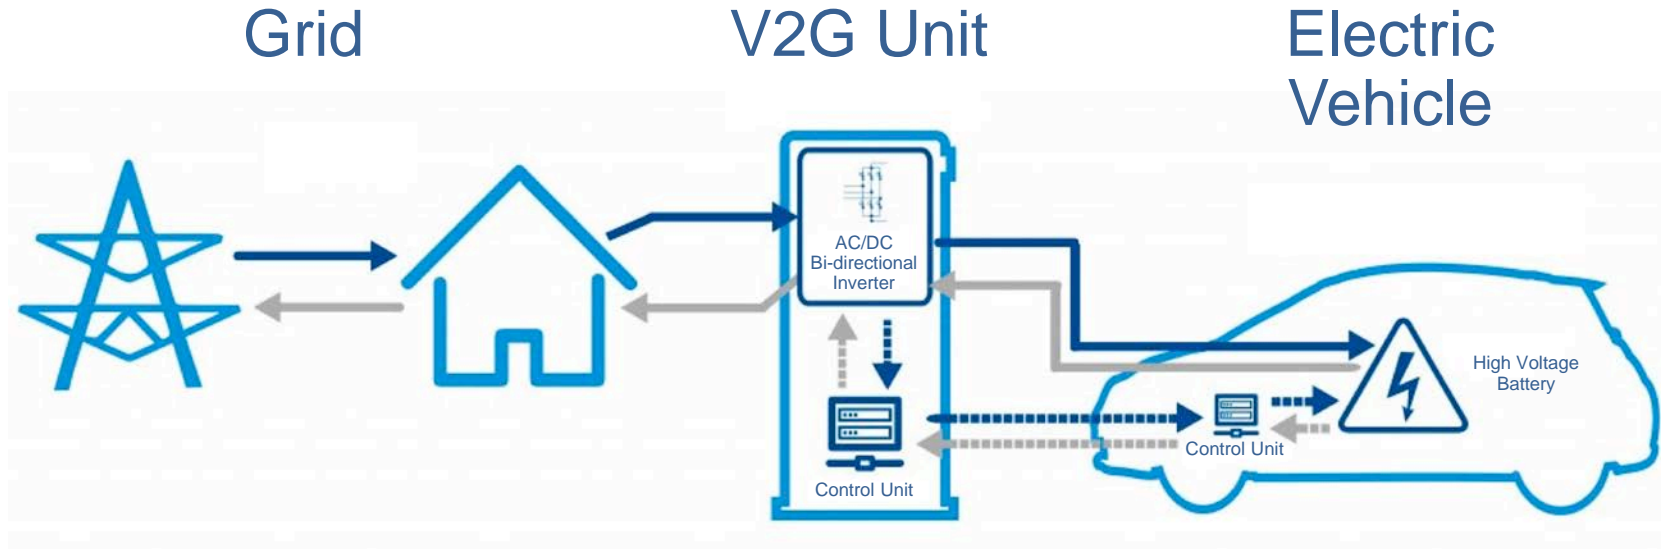 Grid
V2G Unit
Electric
Vehicle
AC/DC
Bi-directional
Inverter
Control Unit
Control Unit
High Voltage
Battery